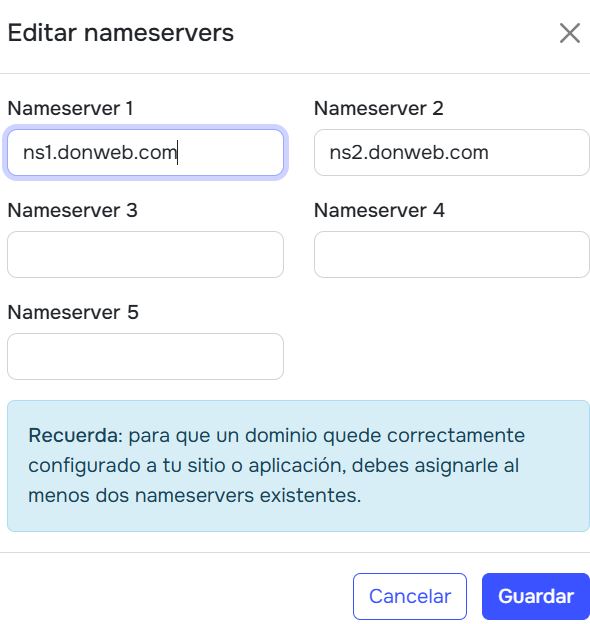 Editar nameservers
Nameserver 1
Nameserver 2
ns1.donweb.com
ns2.donweb.com
Nameserver 3
Nameserver 4
Nameserver 5
Recuerda: para que un dominio quede correctamente
configurado a tu sitio o aplicación, debes asignarle al
menos dos nameservers existentes.
Cancelar
Guardar